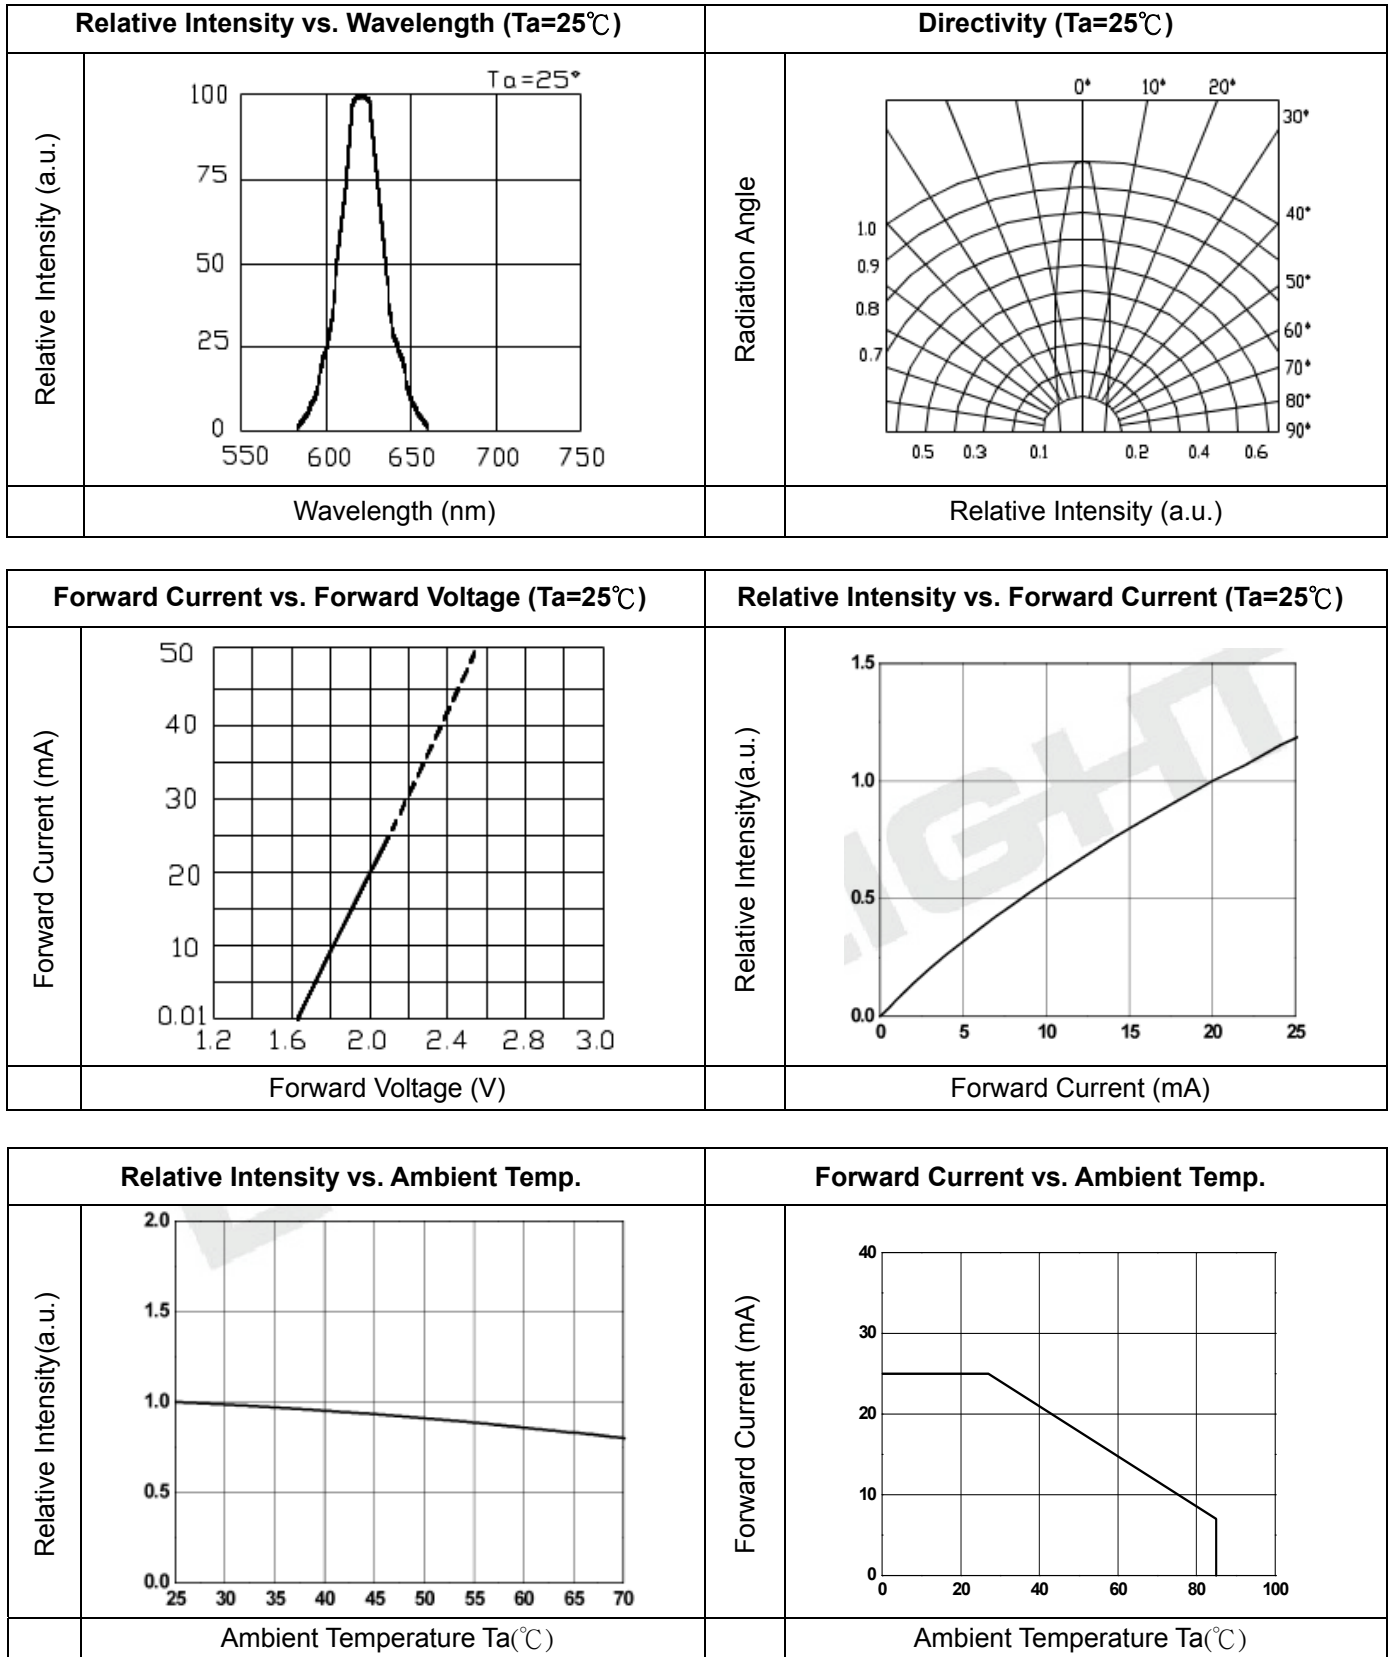 Relative Intensity vs. Wavelength (Ta=25℃)
Directivity (Ta=25℃)
Relative Intensity (a.u.)
Ta=25°
100
75
50
25
0
550 600 650 700 750
Wavelength (nm)
Radiation Angle
0° 10° 20°
30°
40°
50°
60°
70°
80°
90°
1.0
0.9
0.8
0.7
0.5 0.3 0.1 0.2 0.4 0.6
Relative Intensity (a.u.)
Forward Current vs. Forward Voltage (Ta=25℃)
Relative Intensity vs. Forward Current (Ta=25℃)
Forward Current (mA)
50
40
30
20
10
0.01
1.2 1.6 2.0 2.4 2.8 3.0
Forward Voltage (V)
Relative Intensity(a.u.)
1.5
1.0
0.5
0.0
0 5 10 15 20 25
Forward Current (mA)
Relative Intensity vs. Ambient Temp.
Forward Current vs. Ambient Temp.
Relative Intensity(a.u.)
2.0
1.5
1.0
0.5
0.0
25 30 35 40 45 50 55 60 65 70
Ambient Temperature Ta(℃)
Forward Current (mA)
40
30
20
10
0
0 20 40 60 80 100
Ambient Temperature Ta(℃)